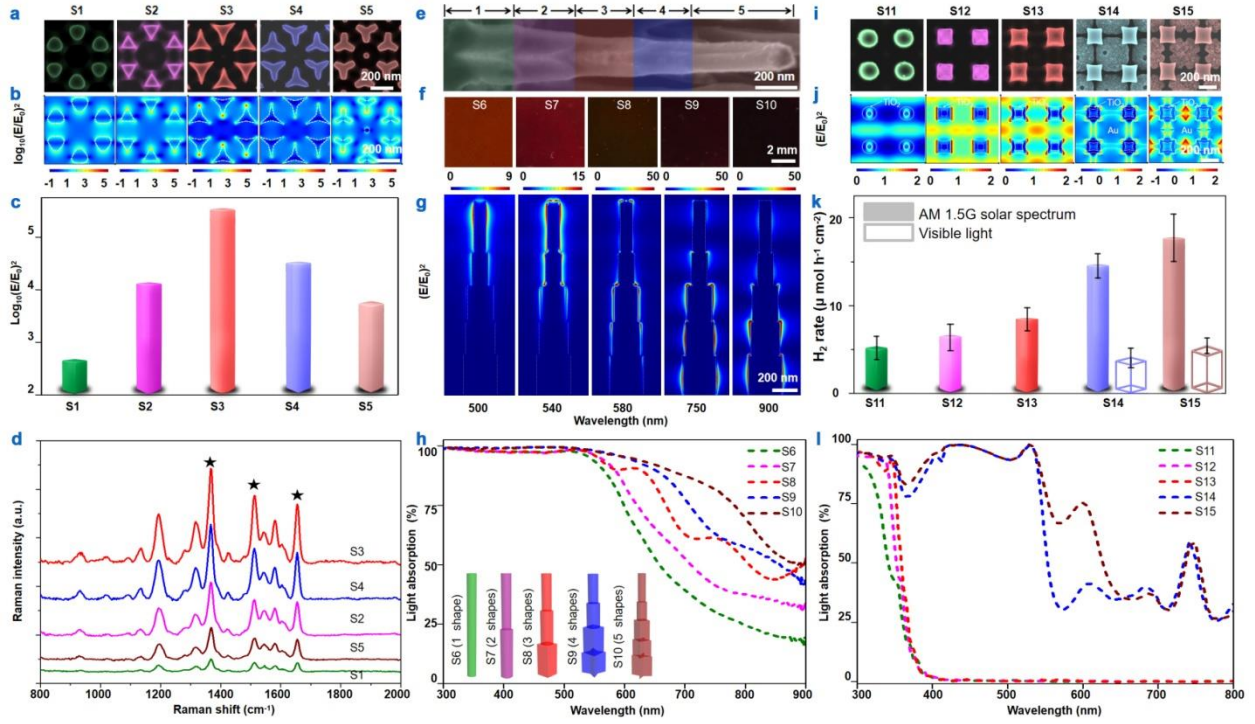 a
S1 S2 S3 S4 S5
200 nm
b
log10(E/E0)²
200 nm
-1 1 3 5 -1 1 3 5 -1 1 3 5 -1 1 3 5 -1 1 3 5
c
Log10(E/E0)²
5
4
3
2
S1 S2 S3 S4 S5
d
Raman intensity (a.u.)
★ ★ ★
S3
S4
S2
S5
S1
800 1000 1200 1400 1600 1800 2000
Raman shift (cm-1)
e
1 2 3 4 5
200 nm
f
S6 S7 S8 S9 S10
2 mm
0 9 0 15 0 50 0 50 0 50
g
(E/E0)²
200 nm
500 540 580 750 900
Wavelength (nm)
h
Light absorption (%)
100
75
50
25
0
S6
S7
S8
S9
S10
S6 (1 shape)
S7 (2 shapes)
S8 (3 shapes)
S9 (4 shapes)
S10 (5 shapes)
300 400 500 600 700 800 900
Wavelength (nm)
i
S11 S12 S13 S14 S15
200 nm
j
(E/E0)²
TiO2 TiO2
Au Au
200 nm
0 1 2 0 1 2 0 1 2 -1 0 1 2 -1 0 1 2
k
H2 rate (μ mol h-1 cm-2)
20
15
10
5
0
AM 1.5G solar spectrum
Visible light
S11 S12 S13 S14 S15
l
Light absorption (%)
100
75
50
25
0
S11
S12
S13
S14
S15
300 400 500 600 700 800
Wavelength (nm)